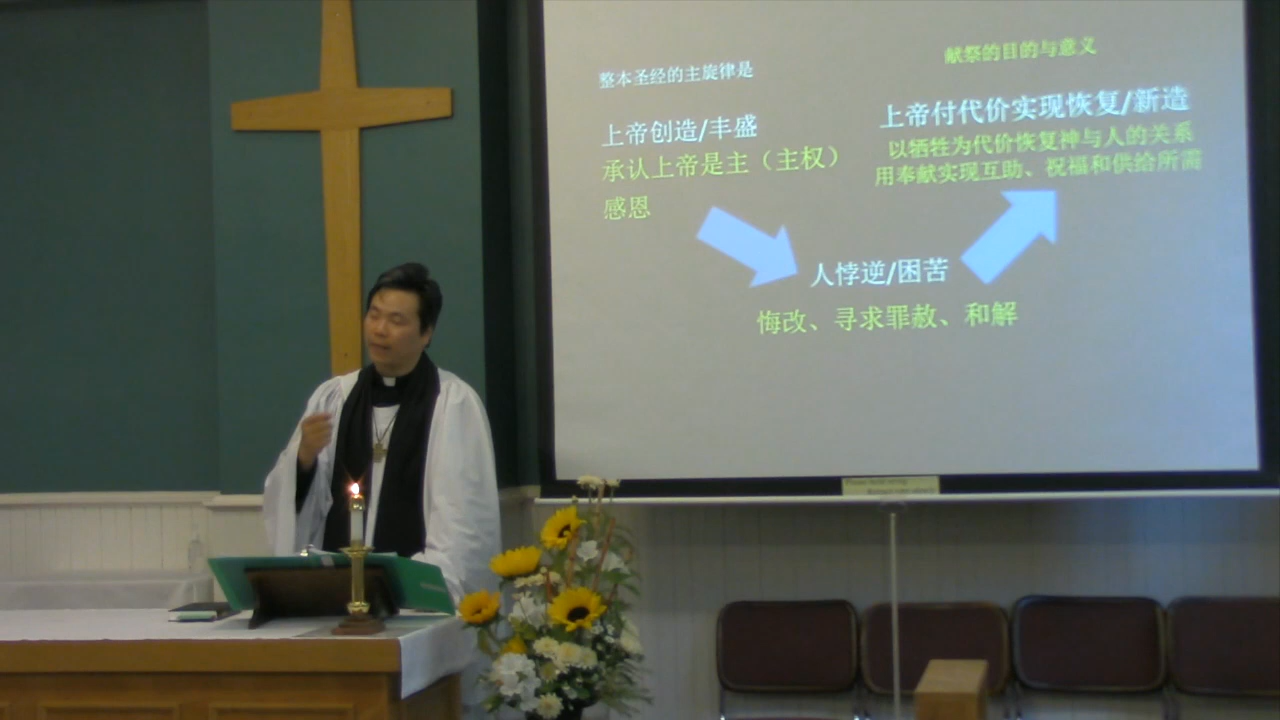 整本圣经的主旋律是
上帝创造/丰盛
承认上帝是主（主权）
感恩
人悖逆/困苦
悔改、寻求罪赦、和解
献祭的目的与意义
上帝付代价实现恢复/新造
以牺牲为代价恢复神与人的关系
用奉献实现互助、祝福和供给所需